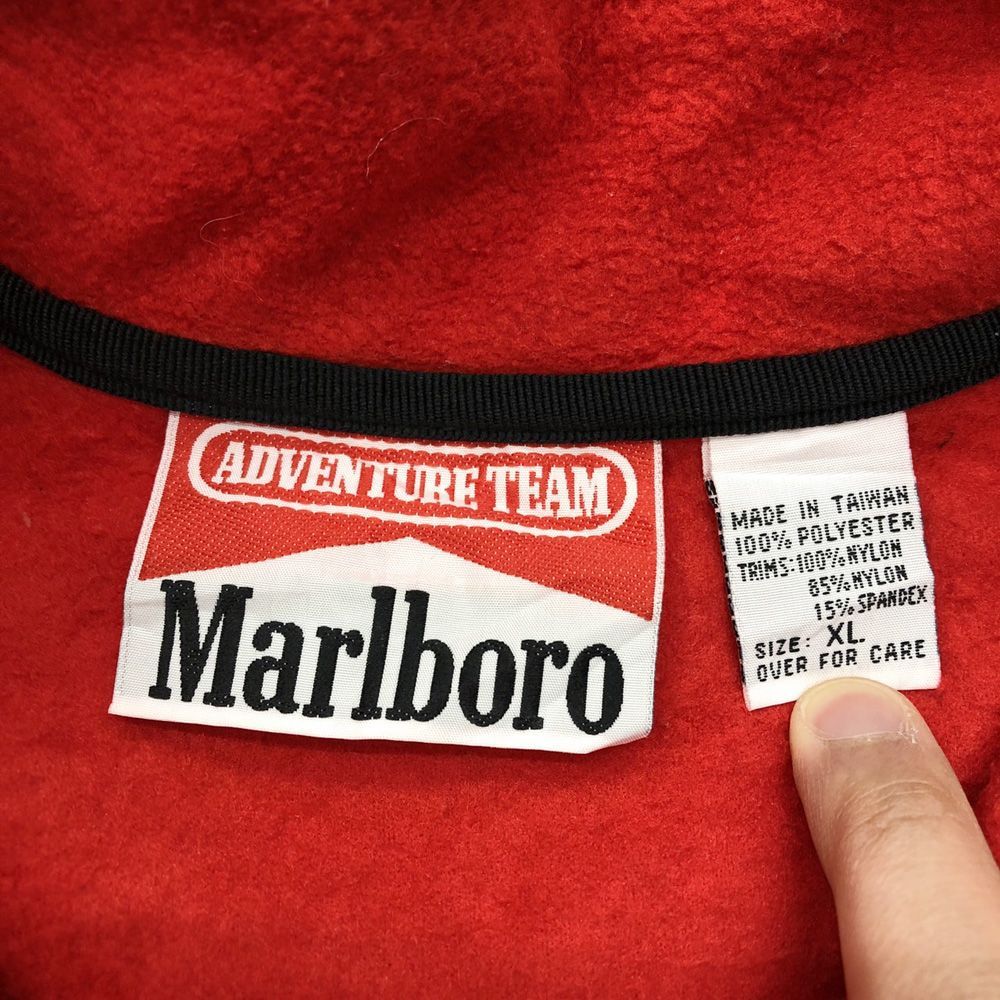 ADVENTURE TEAM
Marlboro
MADE IN TAIWAN
100% POLYESTER
TRIMS:100%NYLON
85%NYLON
15%SPANDEX
SIZE: XL.
OVER FOR CARE